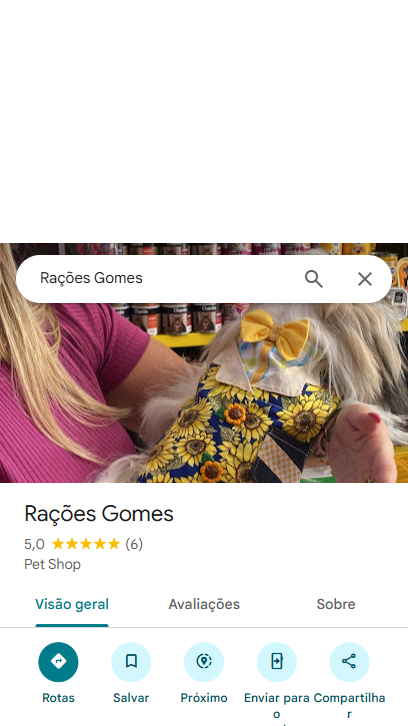 Rações Gomes
Rações Gomes
5,0 (6)
Pet Shop
Visão geral
Avaliações
Sobre
Rotas
Salvar
Próximo
Enviar para o
Compartilhar